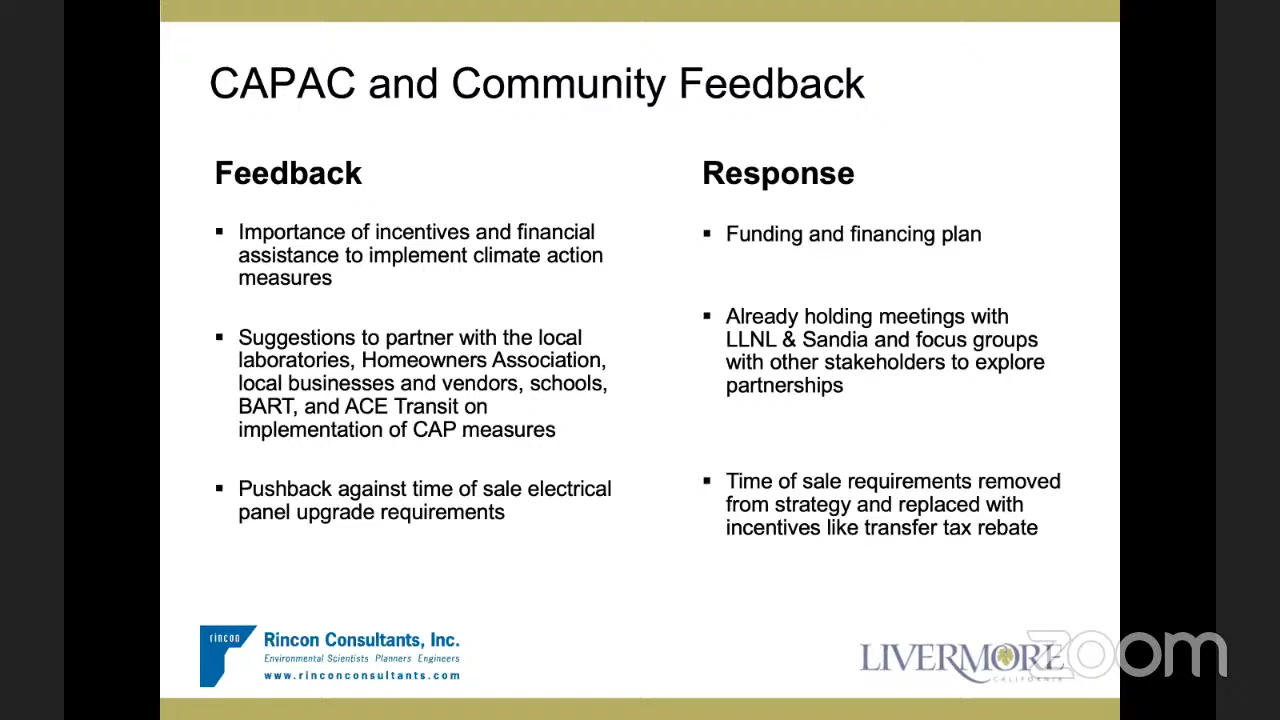 CAPAC and Community Feedback
Feedback
Importance of incentives and financial
assistance to implement climate action
measures
Suggestions to partner with the local
laboratories, Homeowners Association,
local businesses and vendors, schools,
BART, and ACE Transit on
implementation of CAP measures
Pushback against time of sale electrical
panel upgrade requirements
Response
Funding and financing plan
Already holding meetings with
LLNL & Sandia and focus groups
with other stakeholders to explore
partnerships
Time of sale requirements removed
from strategy and replaced with
incentives like transfer tax rebate
rincon
Rincon Consultants, Inc.
Environmental Scientists Planners Engineers
www.rinconconsultants.com
LIVERMORE
CALIFORNIA
zoom